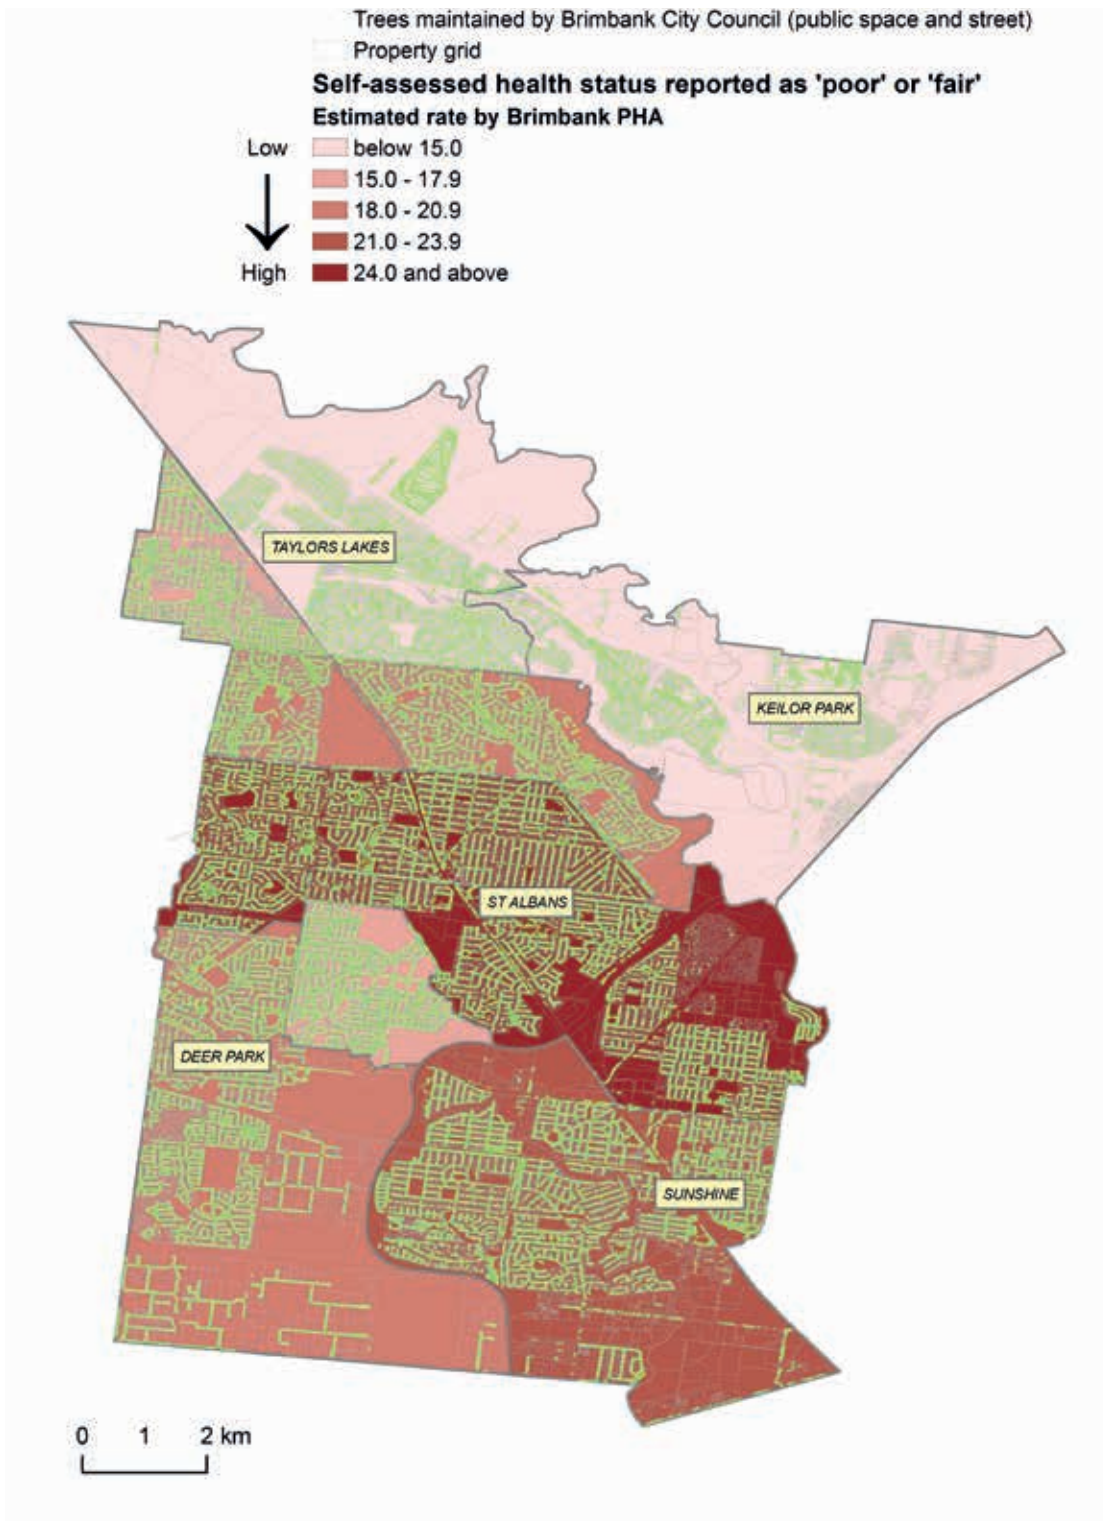 Trees maintained by Brimbank City Council (public space and street)
Property grid
Self-assessed health status reported as 'poor' or 'fair'
Estimated rate by Brimbank PHA
Low
below 15.0
15.0 - 17.9
18.0 - 20.9
21.0 - 23.9
High
24.0 and above
TAYLORS LAKES
KEILOR PARK
ST ALBANS
DEER PARK
SUNSHINE
0 1 2 km